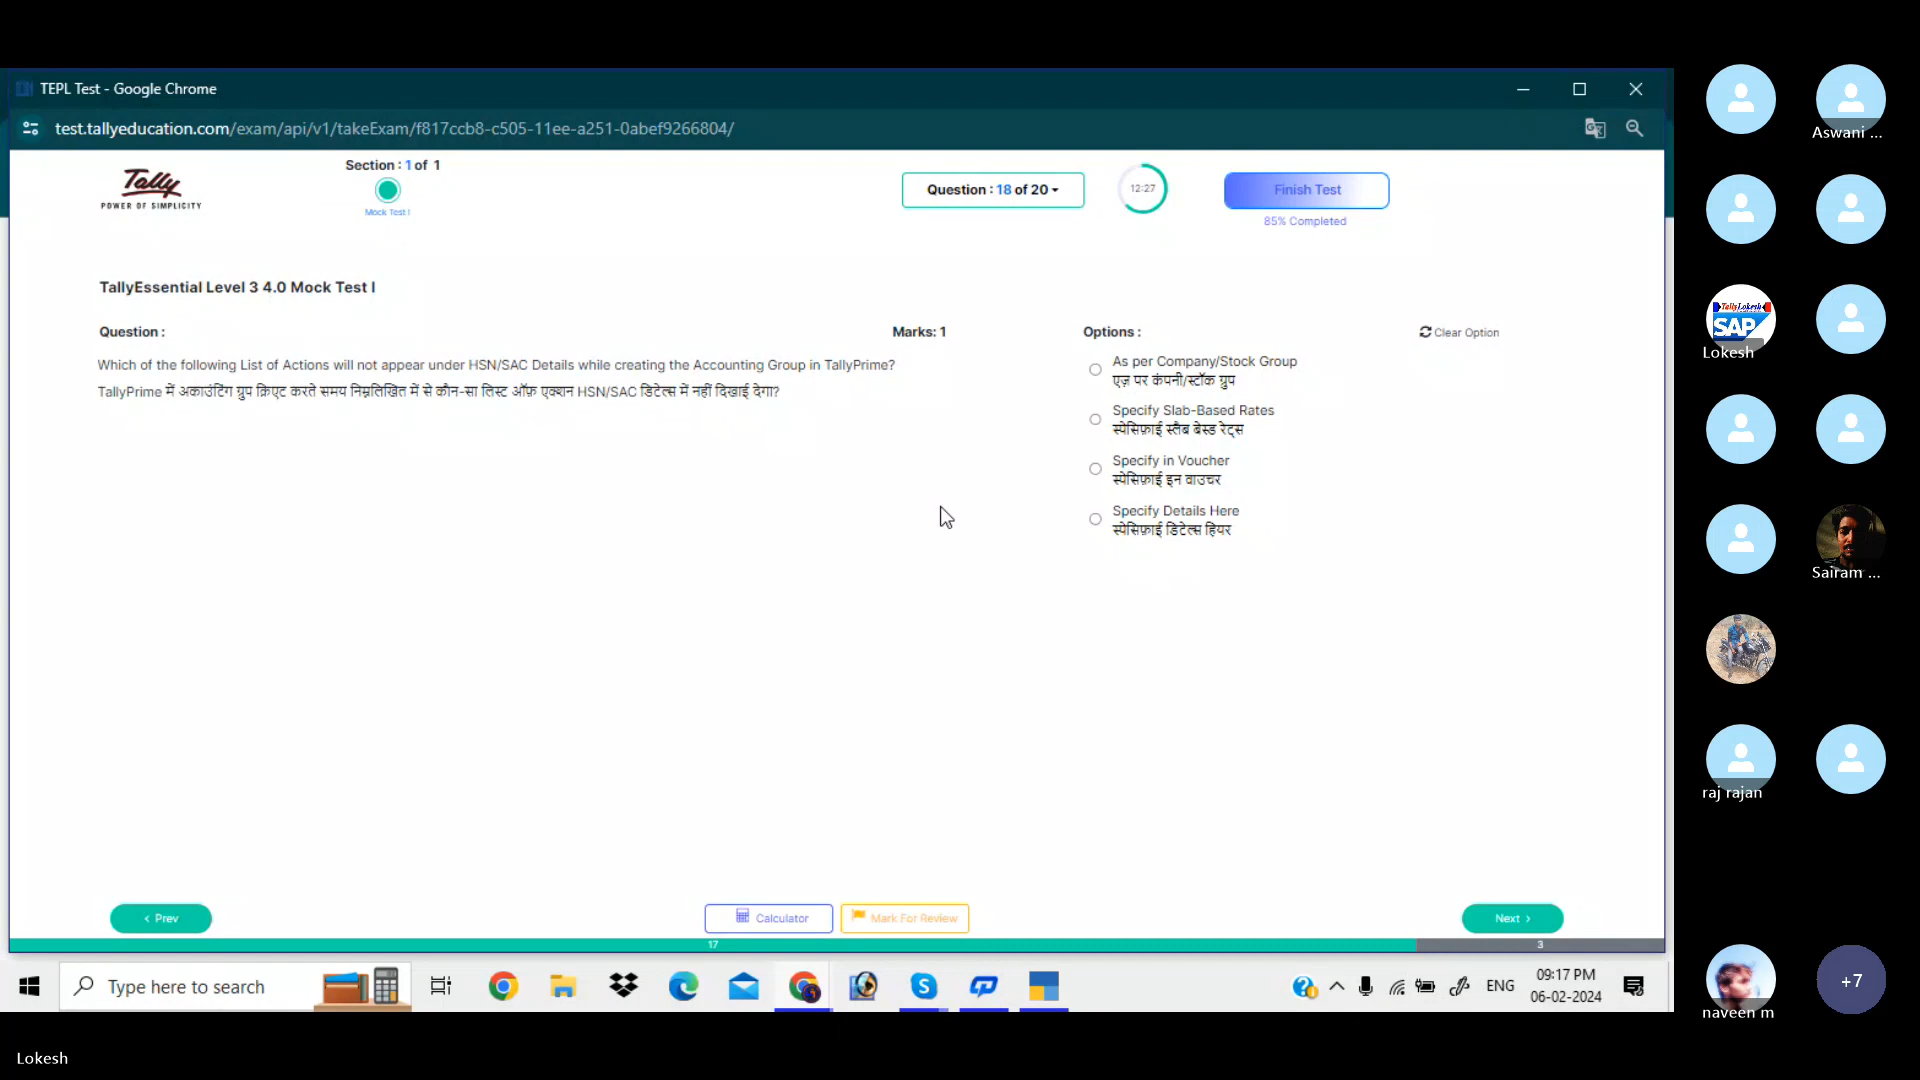 TEPL Test - Google Chrome
test.tallyeducation.com/exam/api/v1/takeExam/f817ccb8-c505-11ee-a251-0abef9266804/
Tally
POWER OF SIMPLICITY
Section : 1 of 1
Mock Test I
Question : 18 of 20
12:27
Finish Test
85% Completed
TallyEssential Level 3 4.0 Mock Test I
Question :
Marks: 1
Which of the following List of Actions will not appear under HSN/SAC Details while creating the Accounting Group in TallyPrime?
TallyPrime में अकाउंटिंग ग्रुप क्रिएट करते समय निम्नलिखित में से कौन-सा लिस्ट ऑफ़ एक्शन HSN/SAC डिटेल्स में नहीं दिखाई देगा?
Options :
Clear Option
As per Company/Stock Group
एज़ पर कंपनी/स्टॉक ग्रुप
Specify Slab-Based Rates
स्पेसिफ़ाई स्लैब बेस्ड रेट्स
Specify in Voucher
स्पेसिफ़ाई इन वाउचर
Specify Details Here
स्पेसिफ़ाई डिटेल्स हियर
< Prev
Calculator
Mark For Review
Next >
17
3
Type here to search
ENG
09:17 PM
06-02-2024
Aswani ...
TallyLokesh
SAP
Lokesh
Sairam ...
raj rajan
naveen m
+7
Lokesh